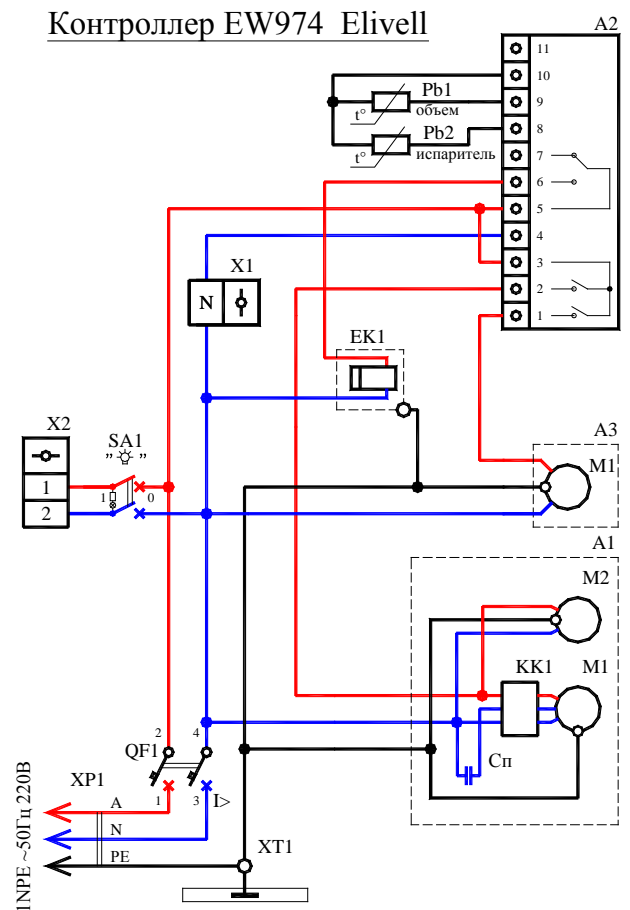 Контроллер EW974 Elivell
A2
11
10
Pb1
9
t°
объем
Pb2
8
t°
испаритель
7
6
5
4
X1
3
N
2
1
EK1
X2
SA1
" "
A3
M1
1
1
0
2
A1
M2
KK1
M1
2
4
QF1
Сп
XP1
1
3
I>
A
N
PE
XT1
1NPE ~50Гц 220В